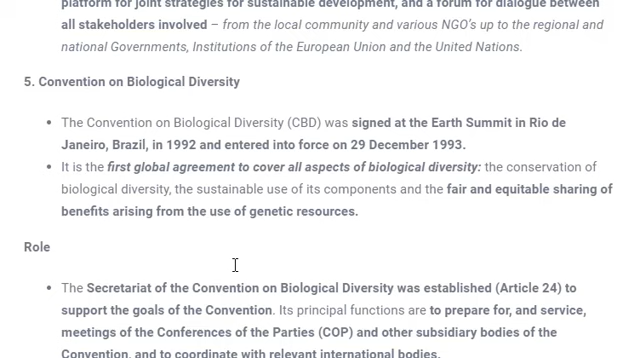 platform for joint strategies for sustainable development, and a forum for dialogue between
all stakeholders involved – from the local community and various NGO's up to the regional and
national Governments, Institutions of the European Union and the United Nations.
5. Convention on Biological Diversity
• The Convention on Biological Diversity (CBD) was signed at the Earth Summit in Rio de
Janeiro, Brazil, in 1992 and entered into force on 29 December 1993.
• It is the first global agreement to cover all aspects of biological diversity: the conservation of
biological diversity, the sustainable use of its components and the fair and equitable sharing of
benefits arising from the use of genetic resources.
Role
• The Secretariat of the Convention on Biological Diversity was established (Article 24) to
support the goals of the Convention. Its principal functions are to prepare for, and service,
meetings of the Conferences of the Parties (COP) and other subsidiary bodies of the
Convention, and to coordinate with relevant international bodies.